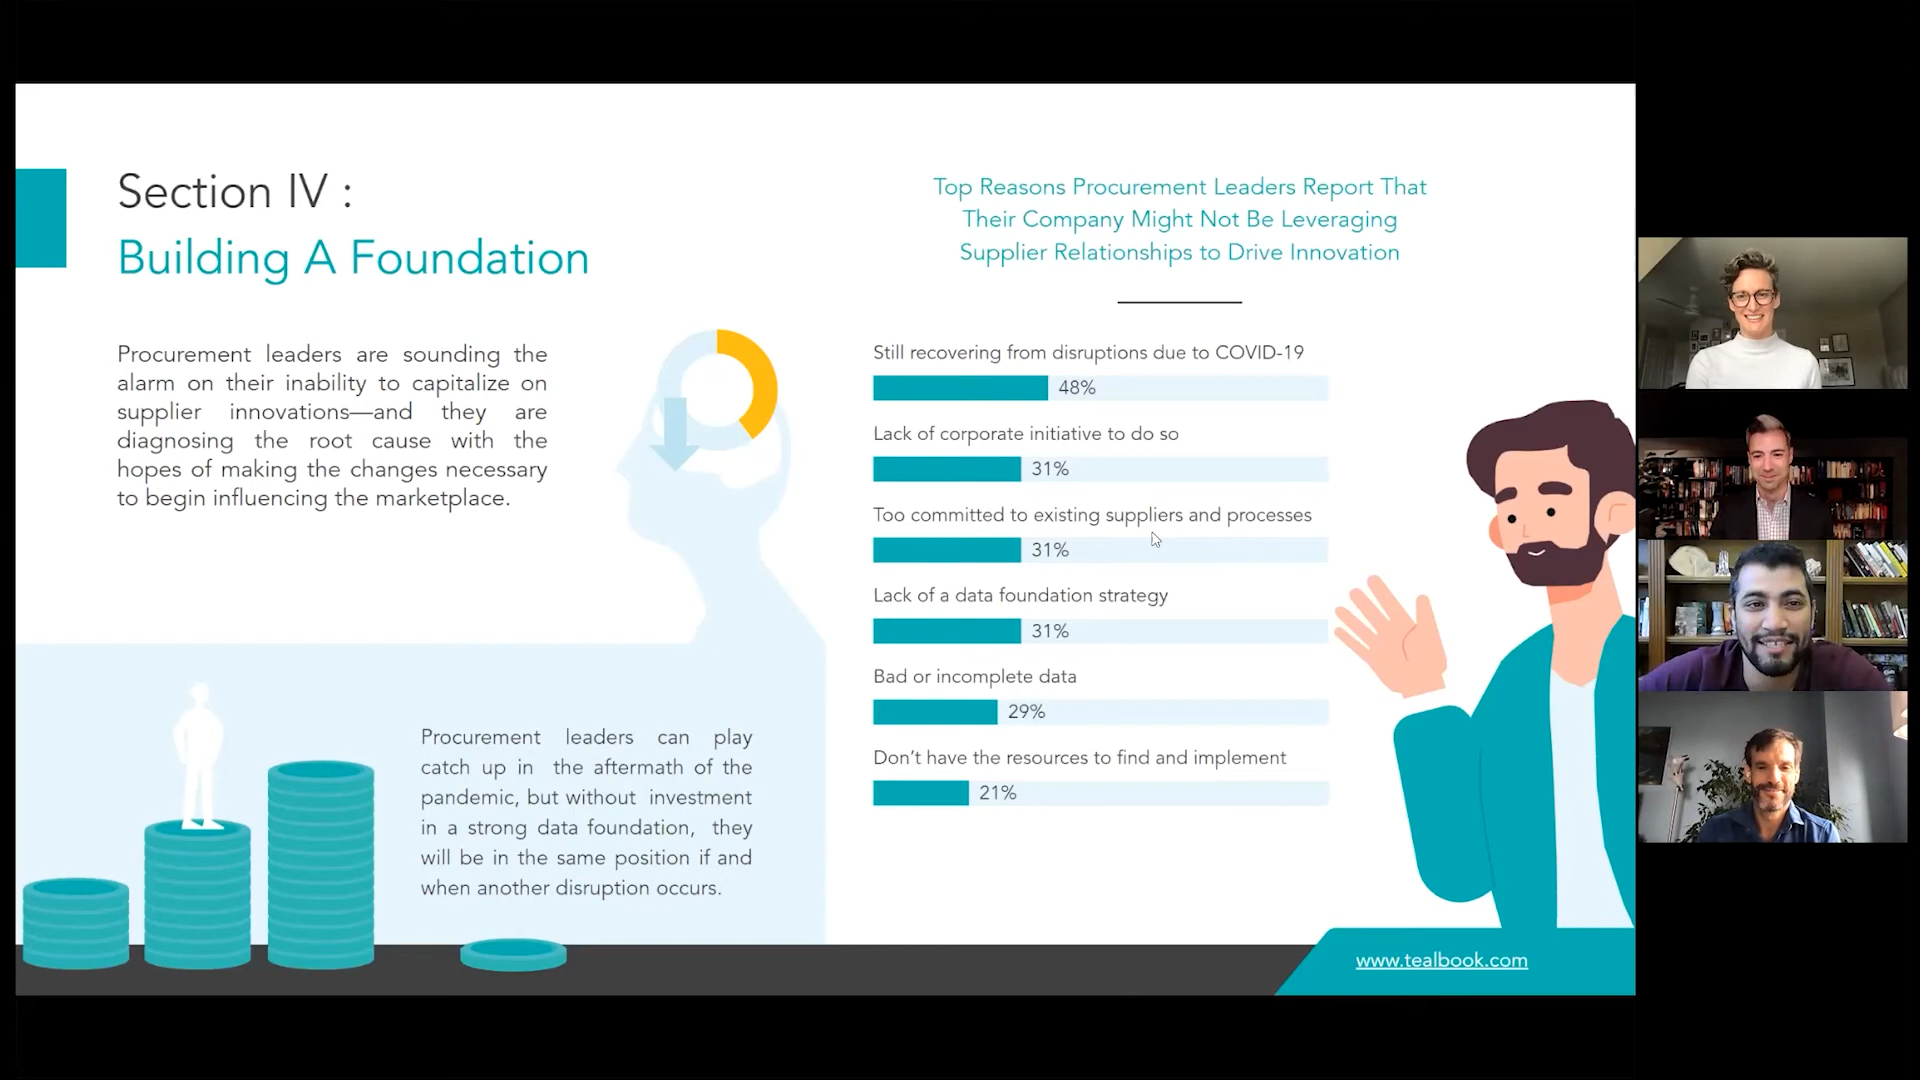 Section IV :
Building A Foundation
Procurement leaders are sounding the
alarm on their inability to capitalize on
supplier innovations—and they are
diagnosing the root cause with the
hopes of making the changes necessary
to begin influencing the marketplace.
Procurement leaders can play
catch up in the aftermath of the
pandemic, but without investment
in a strong data foundation, they
will be in the same position if and
when another disruption occurs.
Top Reasons Procurement Leaders Report That
Their Company Might Not Be Leveraging
Supplier Relationships to Drive Innovation
Still recovering from disruptions due to COVID-19
48%
Lack of corporate initiative to do so
31%
Too committed to existing suppliers and processes
31%
Lack of a data foundation strategy
31%
Bad or incomplete data
29%
Don’t have the resources to find and implement
21%
www.tealbook.com